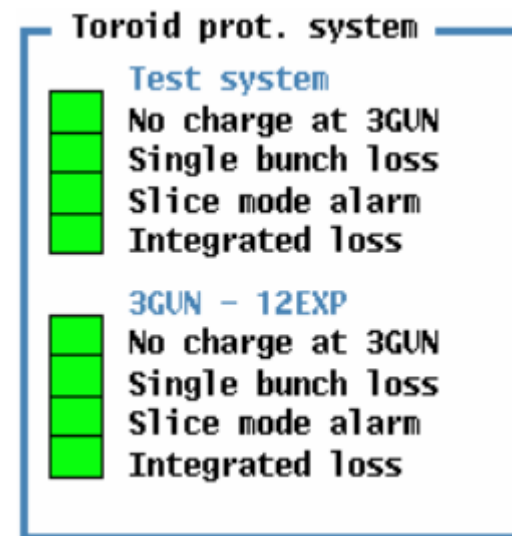 Toroid prot. system
Test system
No charge at 3GUN
Single bunch loss
Slice mode alarm
Integrated loss
3GUN - 12EXP
No charge at 3GUN
Single bunch loss
Slice mode alarm
Integrated loss